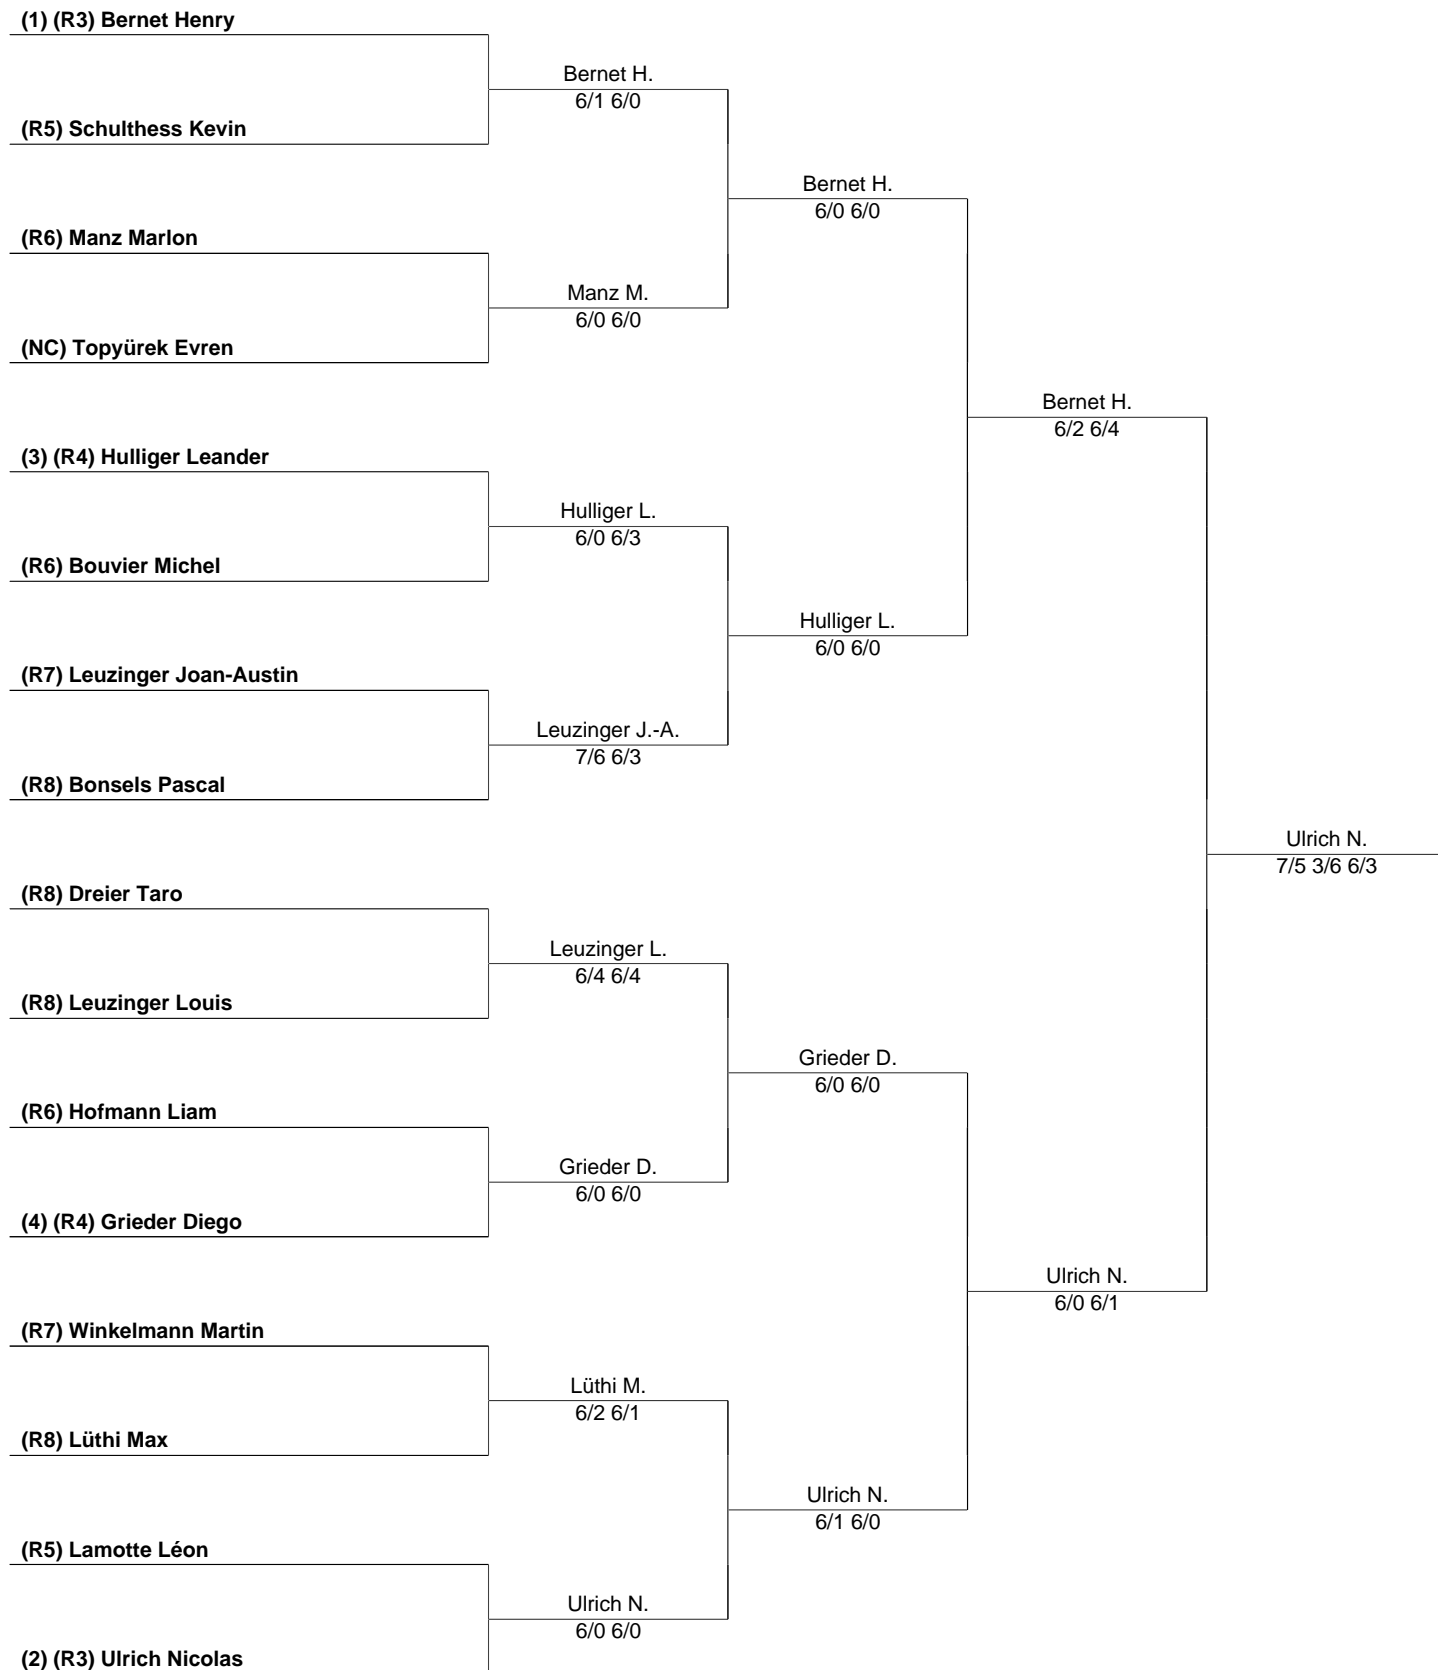 (1) (R3) Bernet Henry
Bernet H.
6/1 6/0
(R5) Schulthess Kevin
Bernet H.
6/0 6/0
(R6) Manz Marlon
Manz M.
6/0 6/0
(NC) Topyürek Evren
Bernet H.
6/2 6/4
(3) (R4) Hulliger Leander
Hulliger L.
6/0 6/3
(R6) Bouvier Michel
Hulliger L.
6/0 6/0
(R7) Leuzinger Joan-Austin
Leuzinger J.-A.
7/6 6/3
(R8) Bonsels Pascal
Ulrich N.
7/5 3/6 6/3
(R8) Dreier Taro
Leuzinger L.
6/4 6/4
(R8) Leuzinger Louis
Grieder D.
6/0 6/0
(R6) Hofmann Liam
Grieder D.
6/0 6/0
(4) (R4) Grieder Diego
Ulrich N.
6/0 6/1
(R7) Winkelmann Martin
Lüthi M.
6/2 6/1
(R8) Lüthi Max
Ulrich N.
6/1 6/0
(R5) Lamotte Léon
Ulrich N.
6/0 6/0
(2) (R3) Ulrich Nicolas